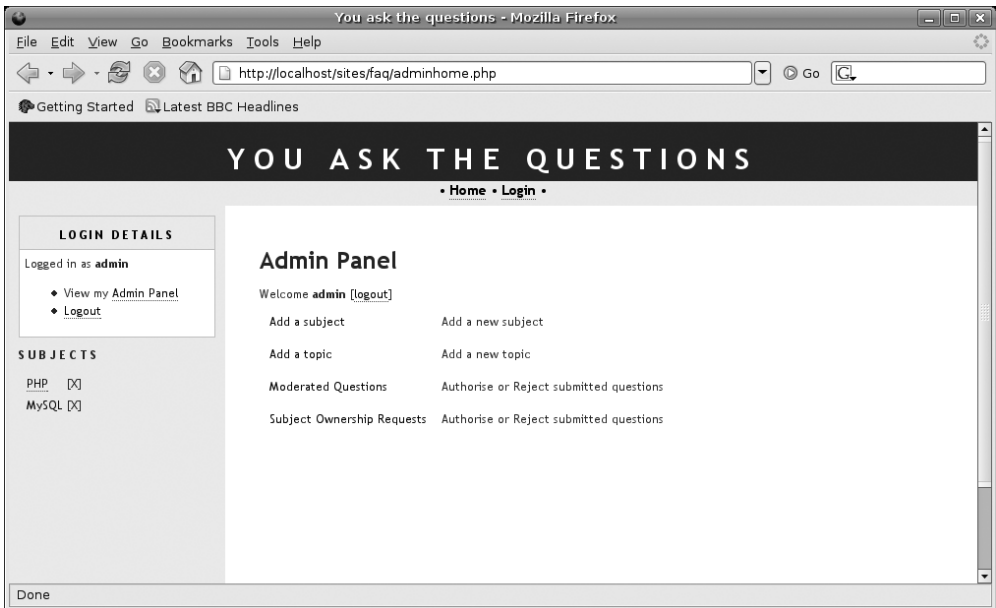 You ask the questions - Mozilla Firefox
File Edit View Go Bookmarks Tools Help
http://localhost/sites/faq/adminhome.php Go G
Getting Started Latest BBC Headlines
YOU ASK THE QUESTIONS
• Home • Login •
LOGIN DETAILS
Logged in as admin
• View my Admin Panel
• Logout
SUBJECTS
PHP [X]
MySQL [X]
Admin Panel
Welcome admin [logout]
Add a subject Add a new subject
Add a topic Add a new topic
Moderated Questions Authorise or Reject submitted questions
Subject Ownership Requests Authorise or Reject submitted questions
Done